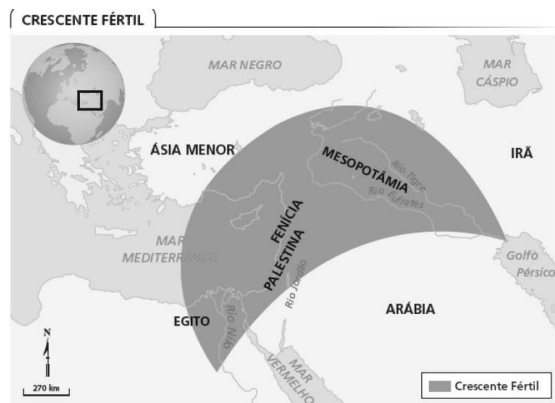 CRESCENTE FÉRTIL
MAR NEGRO
MAR
CÁSPIO
ÁSIA MENOR
IRÃ
MESOPOTÂMIA
Rio Tigre
Rio Eufrates
FENÍCIA
PALESTINA
MAR
MEDITERRÂNEO
Rio Jordão
Golfo
Pérsico
EGITO
Rio Nilo
ARÁBIA
MAR
VERMELHO
N
270 km
Crescente Fértil